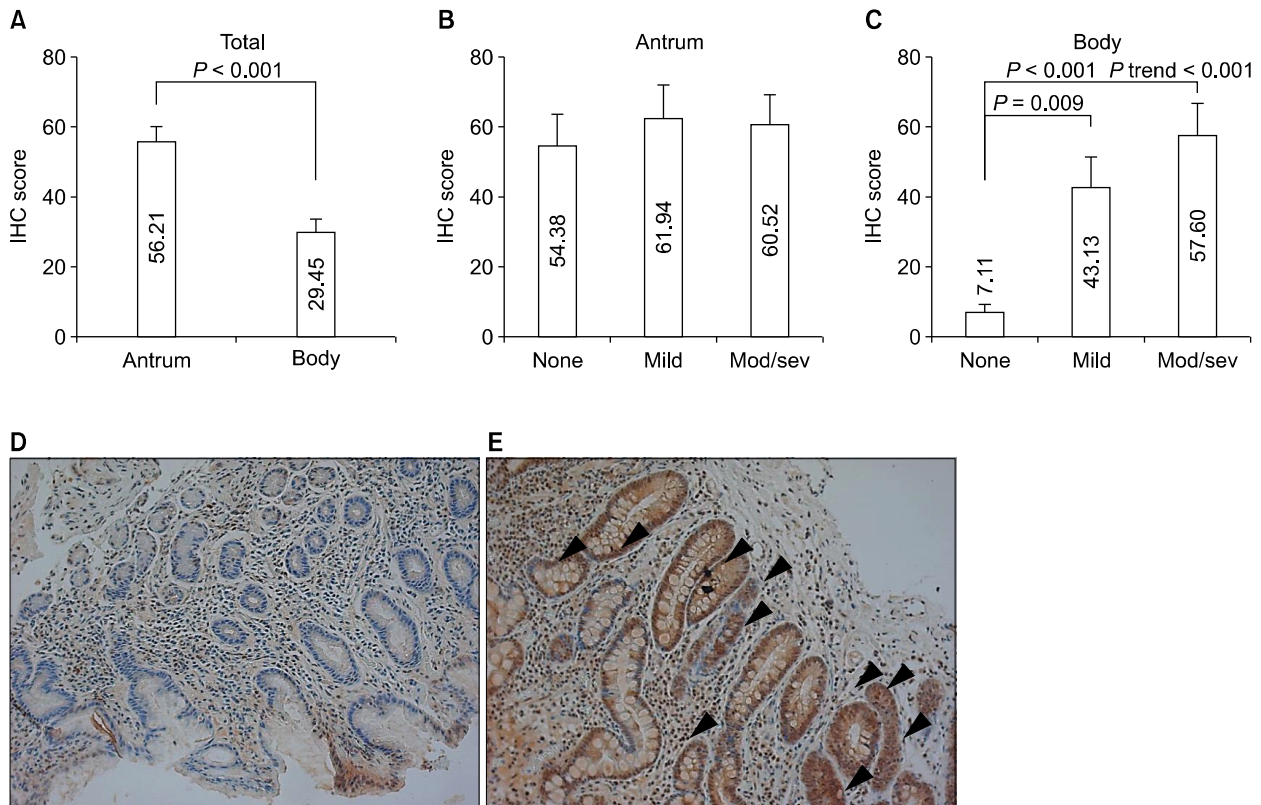 A
Total
IHC score
80
60
40
20
0
P < 0.001
56.21
29.45
Antrum
Body
B
Antrum
IHC score
80
60
40
20
0
54.38
61.94
60.52
None
Mild
Mod/sev
C
Body
IHC score
80
60
40
20
0
P < 0.001 P trend < 0.001
P = 0.009
7.11
43.13
57.60
None
Mild
Mod/sev
D
E